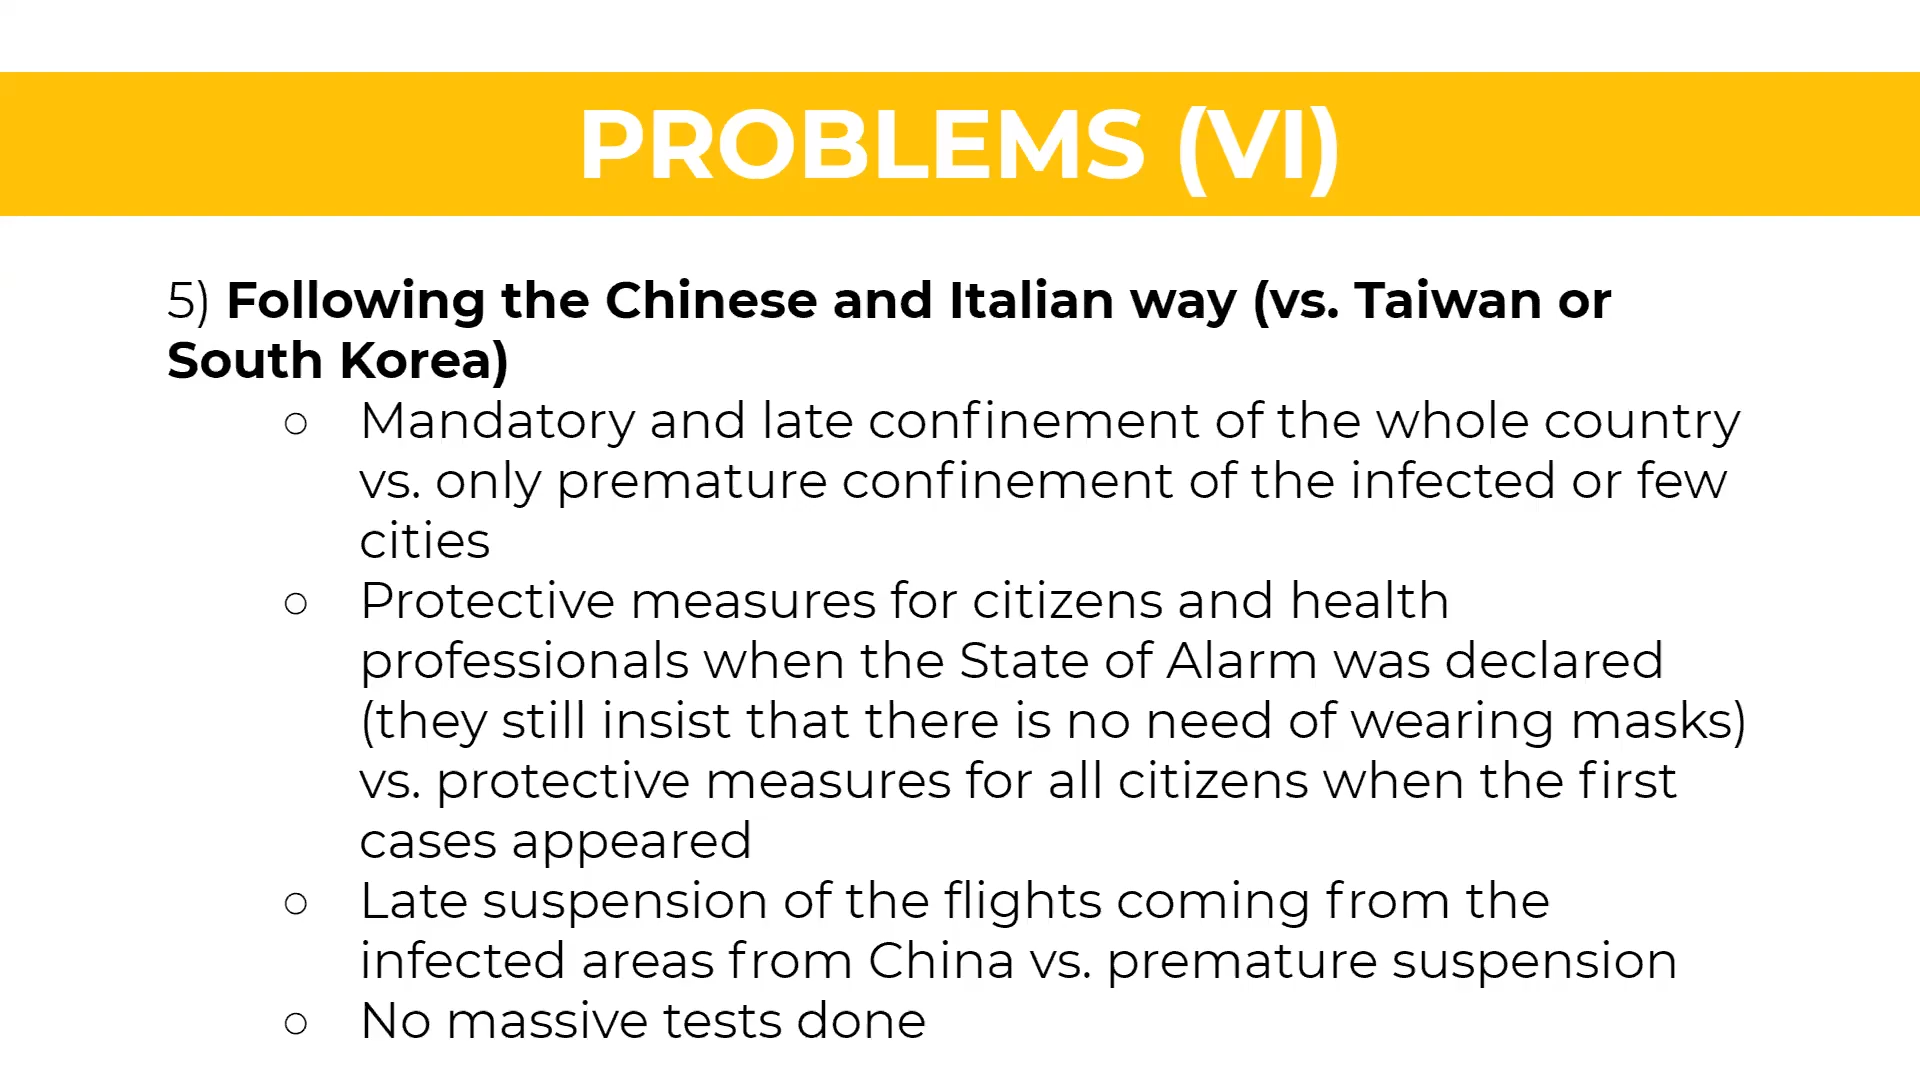 PROBLEMS (VI)
5) Following the Chinese and Italian way (vs. Taiwan or
South Korea)
○ Mandatory and late confinement of the whole country
vs. only premature confinement of the infected or few
cities
○ Protective measures for citizens and health
professionals when the State of Alarm was declared
(they still insist that there is no need of wearing masks)
vs. protective measures for all citizens when the first
cases appeared
○ Late suspension of the flights coming from the
infected areas from China vs. premature suspension
○ No massive tests done